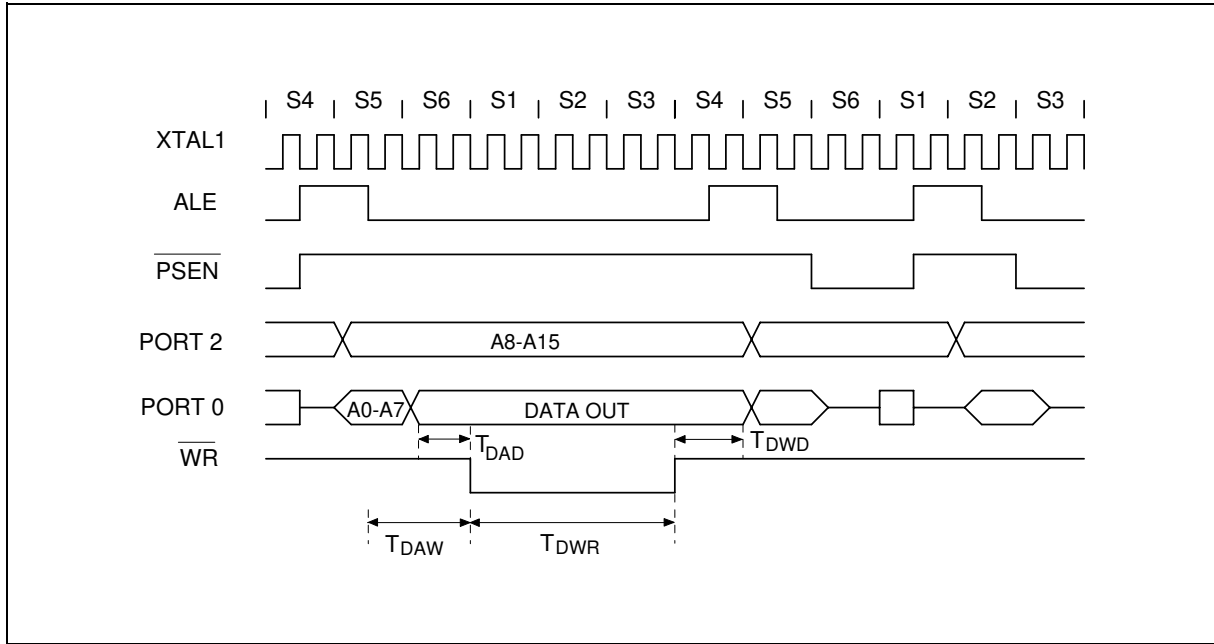 | S4 | S5 | S6 | S1 | S2 | S3 | S4 | S5 | S6 | S1 | S2 | S3 |
XTAL1
ALE
PSEN
PORT 2 A8-A15
PORT 0 A0-A7 DATA OUT
TDAD TDWD
WR
TDAW TDWR